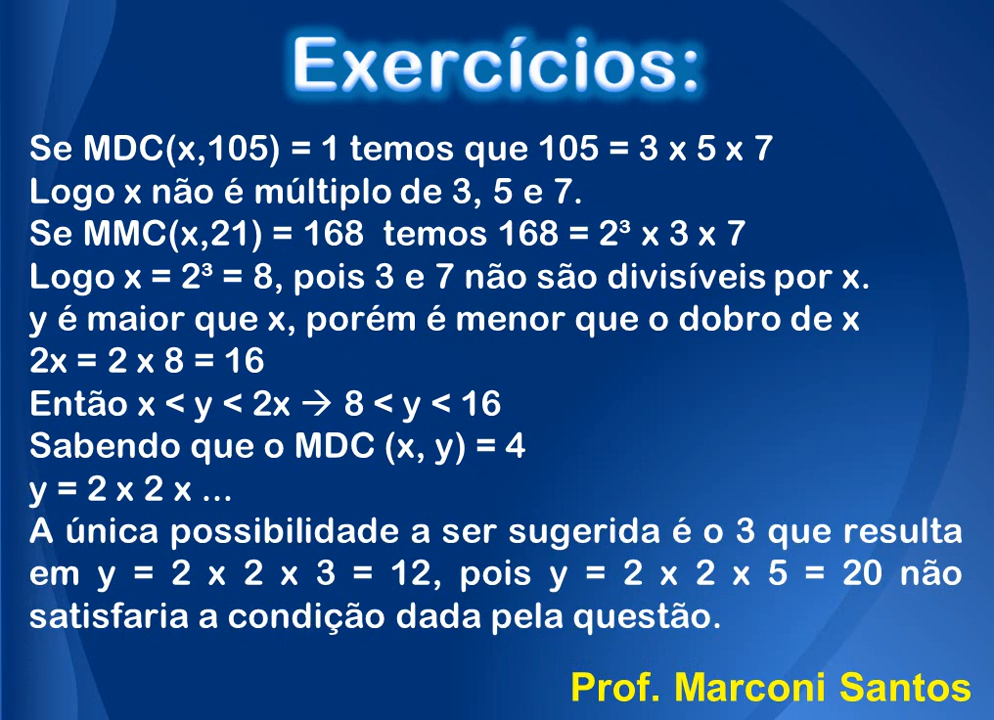 Exercícios:
Se MDC(x,105) = 1 temos que 105 = 3 x 5 x 7
Logo x não é múltiplo de 3, 5 e 7.
Se MMC(x,21) = 168 temos 168 = 2³ x 3 x 7
Logo x = 2³ = 8, pois 3 e 7 não são divisíveis por x.
y é maior que x, porém é menor que o dobro de x
2x = 2 x 8 = 16
Então x < y < 2x → 8 < y < 16
Sabendo que o MDC (x, y) = 4
y = 2 x 2 x ...
A única possibilidade a ser sugerida é o 3 que resulta
em y = 2 x 2 x 3 = 12, pois y = 2 x 2 x 5 = 20 não
satisfaria a condição dada pela questão.
Prof. Marconi Santos